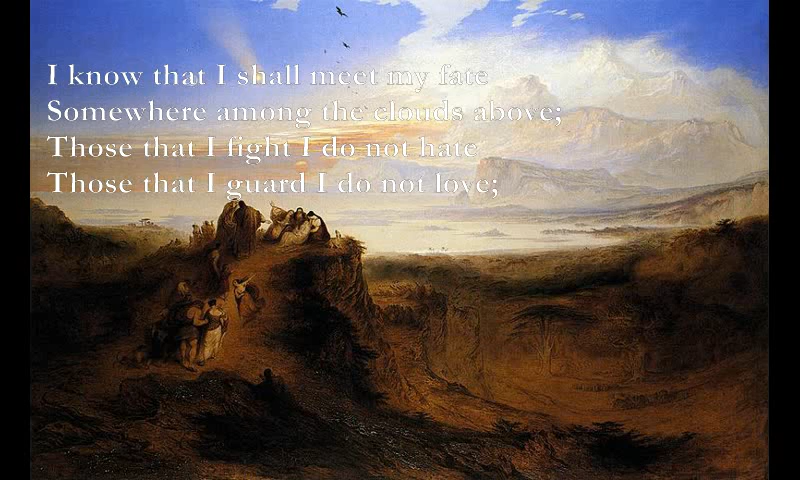 I know that I shall meet my fate
Somewhere among the clouds above;
Those that I fight I do not hate
Those that I guard I do not love;